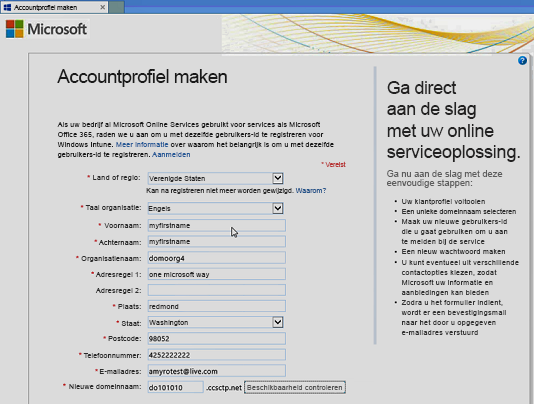 Accountprofiel maken
Microsoft
Accountprofiel maken
Als uw bedrijf al Microsoft Online Services gebruikt voor services als Microsoft
Office 365, raden we u aan om u met dezelfde gebruikers-id te registreren voor
Windows Intune. Meer informatie over waarom het belangrijk is om u met dezelfde
gebruikers-id te registreren. Aanmelden
* Vereist
* Land of regio: Verenigde Staten
Kan na registreren niet meer worden gewijzigd. Waarom?
* Taal organisatie: Engels
* Voornaam: myfirstname
* Achternaam: myfirstname
* Organisatienaam: domoorg4
* Adresregel 1: one microsoft way
Adresregel 2:
* Plaats: redmond
* Staat: Washington
* Postcode: 98052
* Telefoonnummer: 4252222222
* E-mailadres: amyrotest@live.com
* Nieuwe domeinnaam: do101010 .ccsctp.net Beschikbaarheid controleren
?
Ga direct
aan de slag
met uw online
serviceoplossing.
Ga nu aan de slag met deze
eenvoudige stappen:
• Uw klantprofiel voltooien
• Een unieke domeinnaam selecteren
• Maak uw nieuwe gebruikers-id
die u gaat gebruiken om u aan
te melden bij de service
• Een nieuw wachtwoord maken
• U kunt eventueel uit verschillende
contactopties kiezen, zodat
Microsoft uw informatie en
aanbiedingen kan bieden
• Zodra u het formulier indient,
wordt er een bevestigingsmail
naar het door u opgegeven
e-mailadres verstuurd